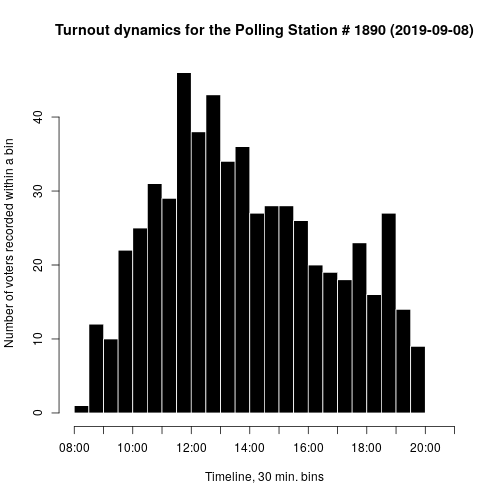 Turnout dynamics for the Polling Station # 1890 (2019-09-08)
Number of voters recorded within a bin
40
30
20
10
0
08:00 10:00 12:00 14:00 16:00 18:00 20:00
Timeline, 30 min. bins